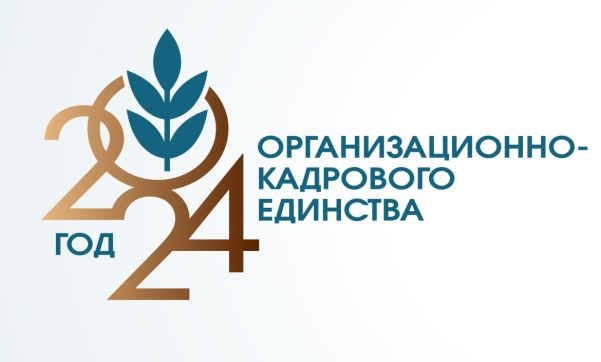 2024
ГОД
ОРГАНИЗАЦИОННО-
КАДРОВОГО
ЕДИНСТВА